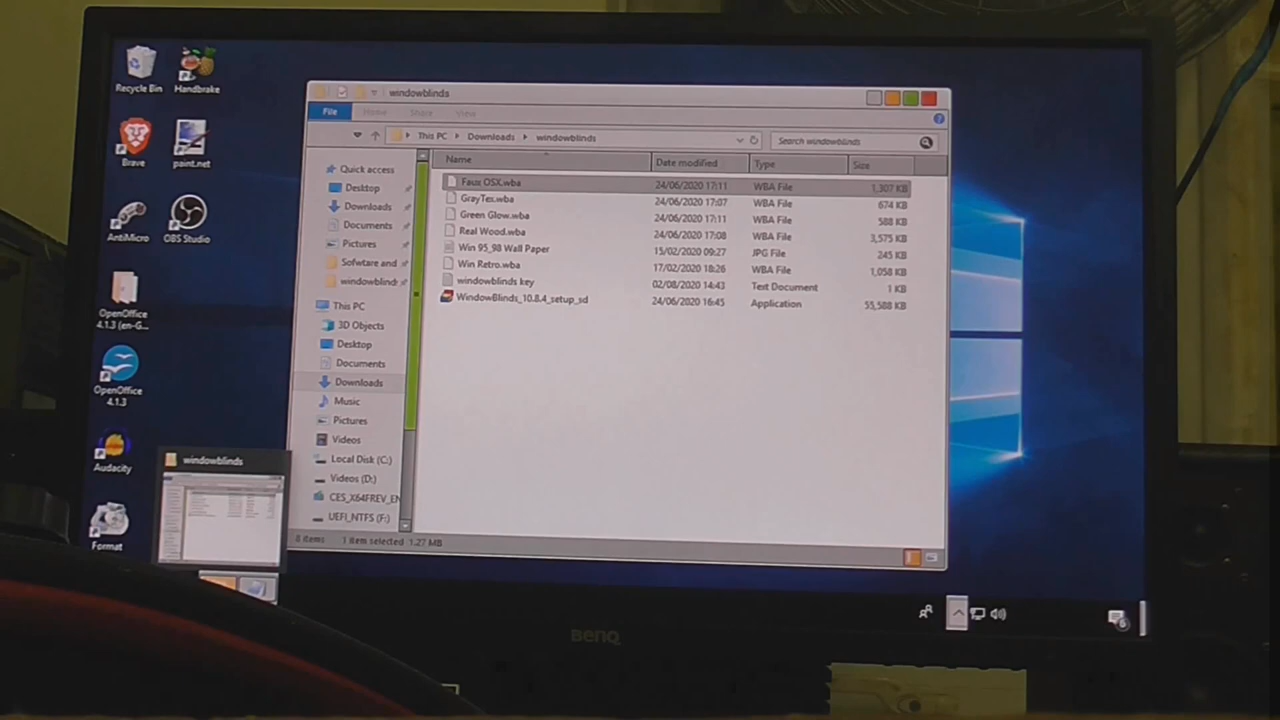 Recycle Bin
Handbrake
Brave
paint.net
AntiMicro
OBS Studio
OpenOffice
4.1.3 (en-G...
OpenOffice
4.1.3
Audacity
Format
windowblinds
windowblinds
File Home Share View
This PC Downloads windowblinds
Search windowblinds
Name Date modified Type Size
Faux OSX.wba 24/06/2020 17:11 WBA File 1,307 KB
GrayTex.wba 24/06/2020 17:07 WBA File 674 KB
Green Glow.wba 24/06/2020 17:11 WBA File 588 KB
Real Wood.wba 24/06/2020 17:08 WBA File 3,575 KB
Win 95_98 Wall Paper 15/02/2020 09:27 JPG File 245 KB
Win Retro.wba 17/02/2020 18:26 WBA File 1,058 KB
windowblinds key 02/08/2020 14:43 Text Document 1 KB
WindowBlinds_10.8.4_setup_sd 24/06/2020 16:45 Application 55,588 KB
Quick access
Desktop
Downloads
Documents
Pictures
Sofwtare and
windowblind
This PC
3D Objects
Desktop
Documents
Downloads
Music
Pictures
Videos
Local Disk (C:)
Videos (D:)
CES_X64FREV_EN
UEFI_NTFS (F:)
8 items 1 item selected 1.27 MB
BenQ